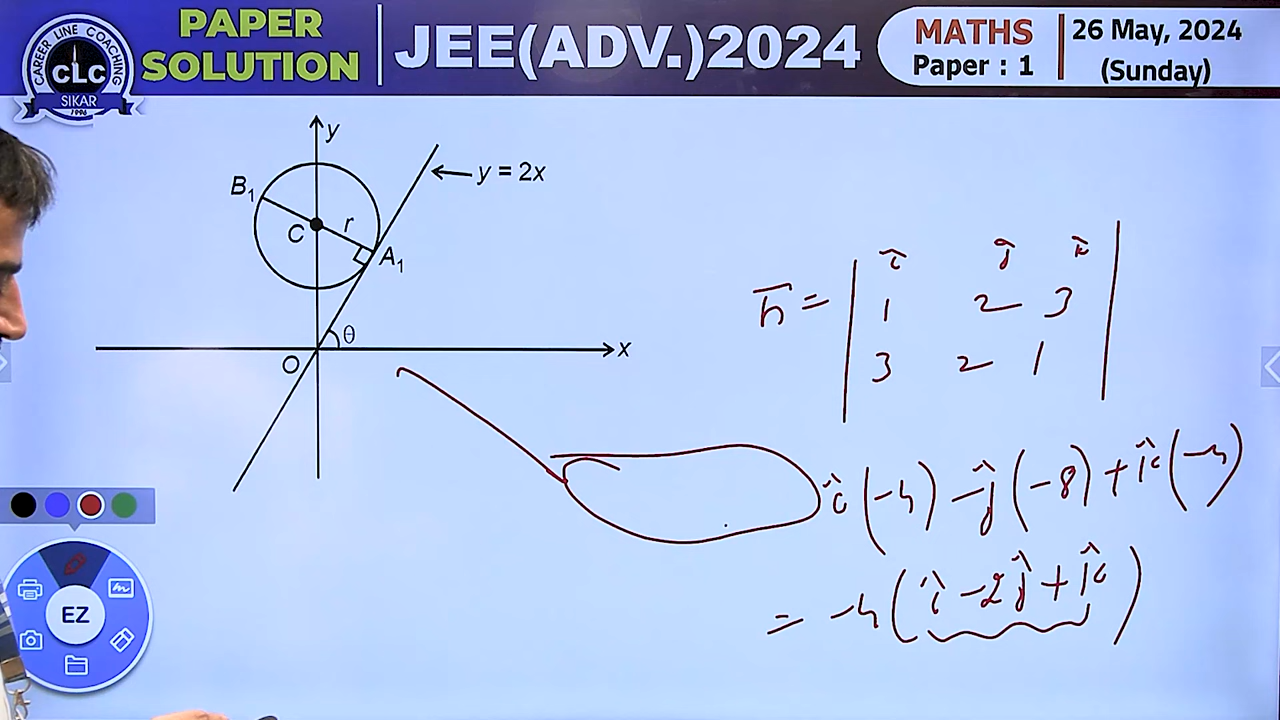 CAREER LINE COACHING
CLC
SIKAR
1996
PAPER
SOLUTION
JEE(ADV.)2024
MATHS
Paper : 1
26 May, 2024
(Sunday)
y
y = 2x
B₁
C
r
A₁
θ
O
x
n̄ = | î ĵ k̂ |
1 2 3
3 2 1
î(-4) - ĵ(-8) + k̂(-4)
= -4(î - 2ĵ + k̂)
EZ